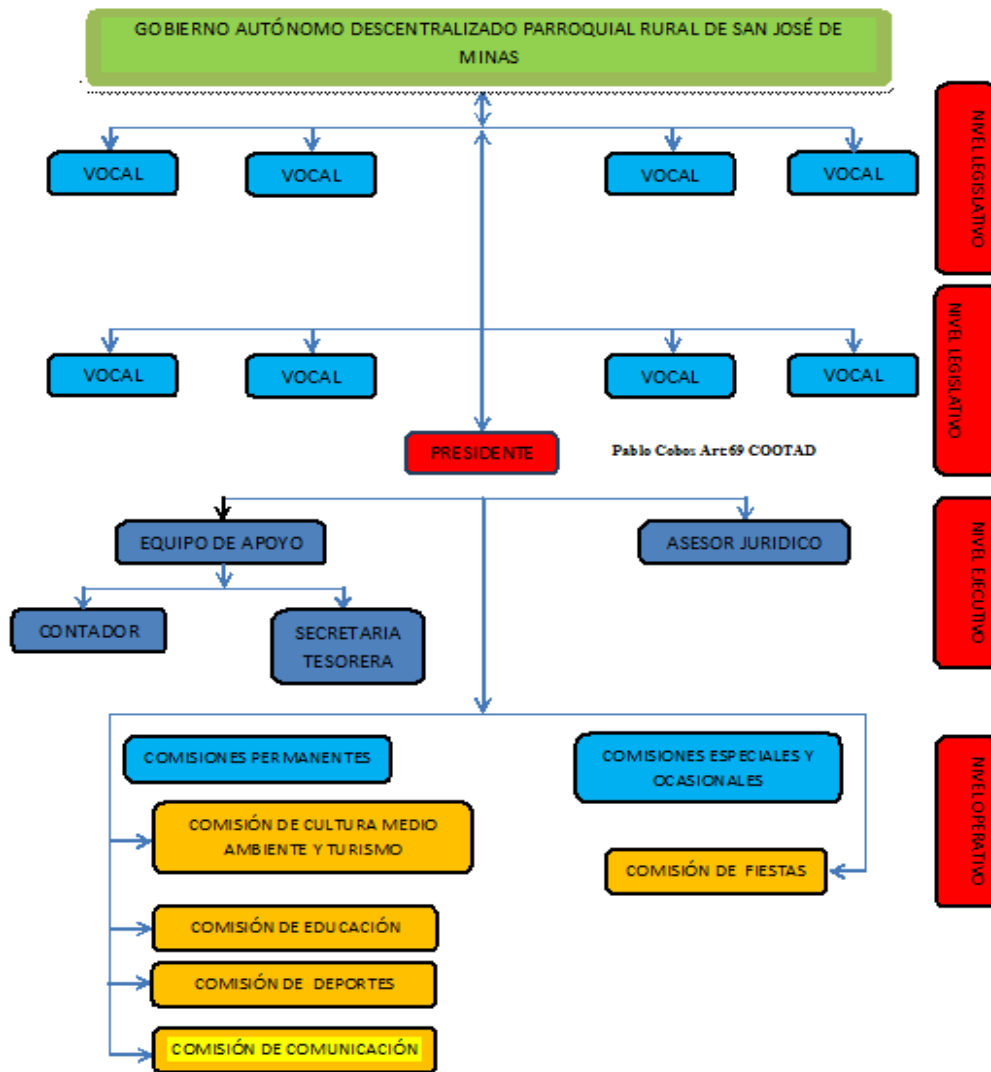 GOBIERNO AUTÓNOMO DESCENTRALIZADO PARROQUIAL RURAL DE SAN JOSÉ DE
MINAS
VOCAL
VOCAL
VOCAL
VOCAL
NIVEL LEGISLATIVO
VOCAL
VOCAL
VOCAL
VOCAL
NIVEL LEGISLATIVO
PRESIDENTE
Pablo Cobos Art:69 COOTAD
EQUIPO DE APOYO
ASESOR JURIDICO
CONTADOR
SECRETARIA
TESORERA
NIVEL EJECUTIVO
COMISIONES PERMANENTES
COMISIONES ESPECIALES Y
OCASIONALES
COMISIÓN DE CULTURA MEDIO
AMBIENTE Y TURISMO
COMISIÓN DE FIESTAS
COMISIÓN DE EDUCACIÓN
COMISIÓN DE DEPORTES
COMISIÓN DE COMUNICACIÓN
NIVEL OPERATIVO